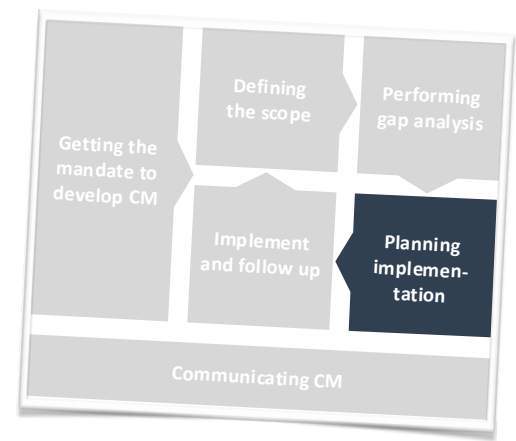 Getting the
mandate to
develop CM
Defining
the scope
Performing
gap analysis
Implement
and follow up
Planning
implemen-
tation
Communicating CM